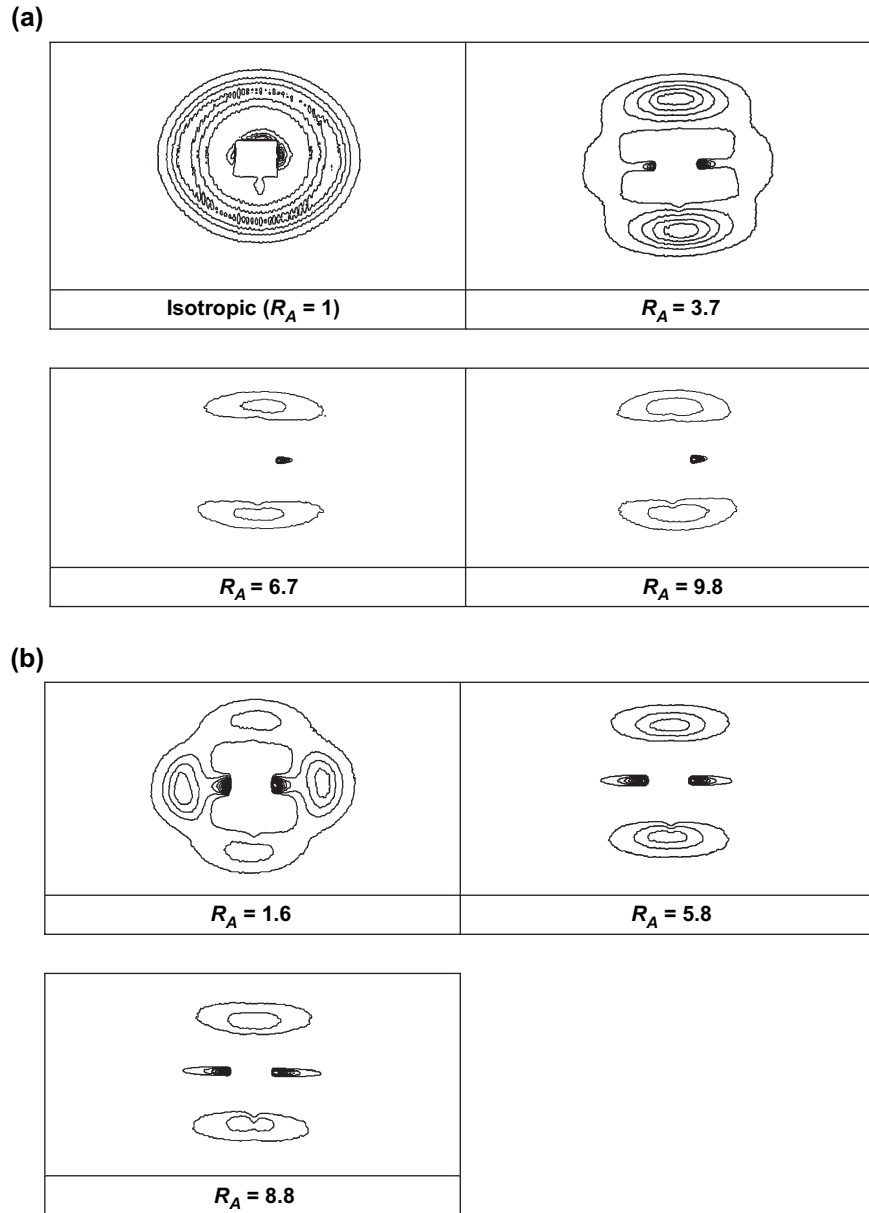 (a)
Isotropic (R_A = 1)
R_A = 3.7
R_A = 6.7
R_A = 9.8
(b)
R_A = 1.6
R_A = 5.8
R_A = 8.8